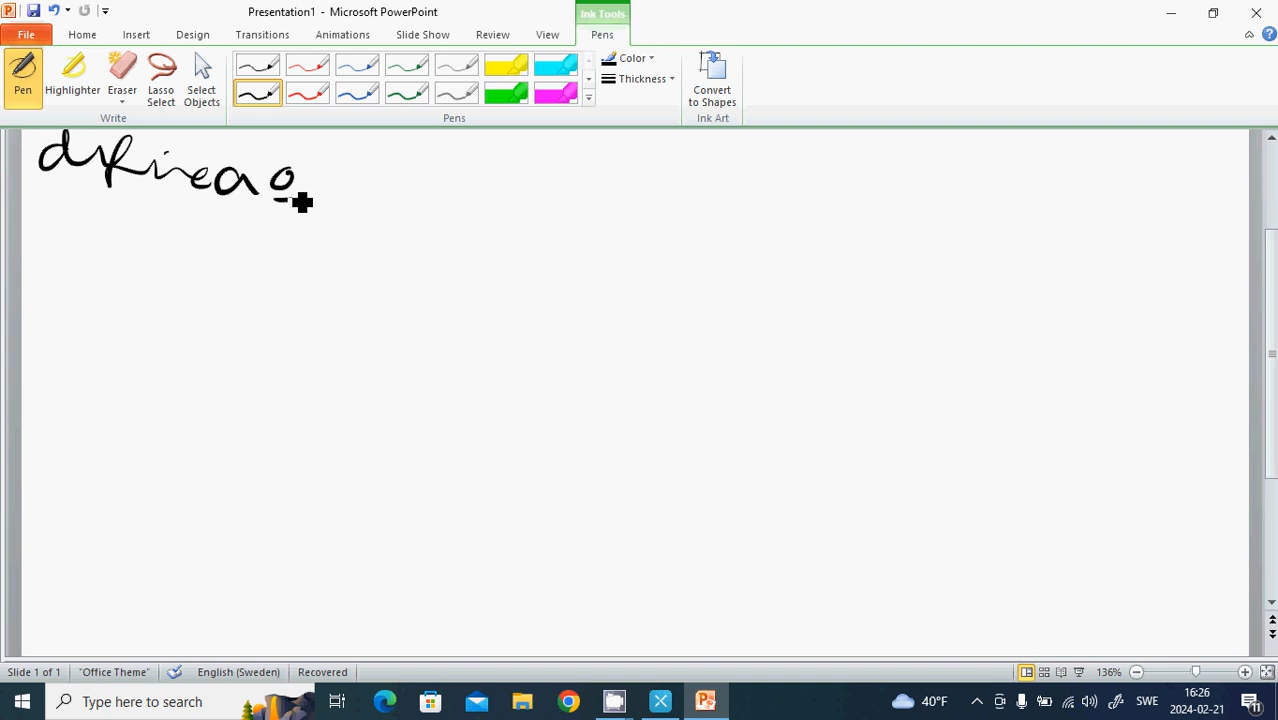 Presentation1 - Microsoft PowerPoint
Ink Tools
File Home Insert Design Transitions Animations Slide Show Review View Pens
Pen Highlighter Eraser Lasso Select Select Objects
Color
Thickness
Convert to Shapes
Write Pens Ink Art
Slide 1 of 1 "Office Theme" English (Sweden) Recovered 136%
Type here to search 40°F SWE 16:26
2024-02-21 11